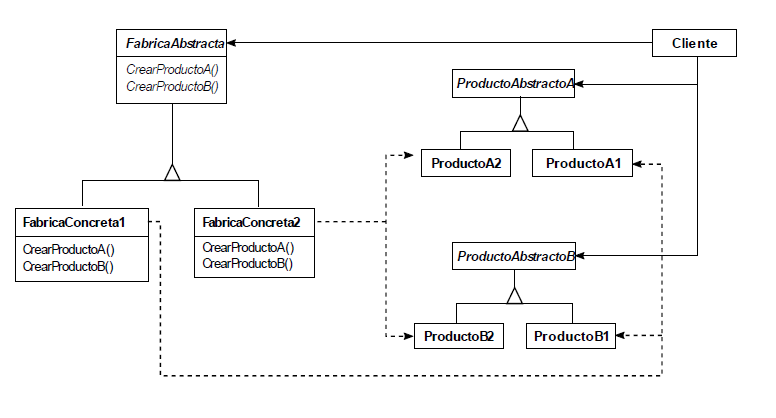 FabricaAbstracta
CrearProductoA()
CrearProductoB()
Cliente
ProductoAbstractoA
ProductoA2
ProductoA1
FabricaConcreta1
CrearProductoA()
CrearProductoB()
FabricaConcreta2
CrearProductoA()
CrearProductoB()
ProductoAbstractoB
ProductoB2
ProductoB1